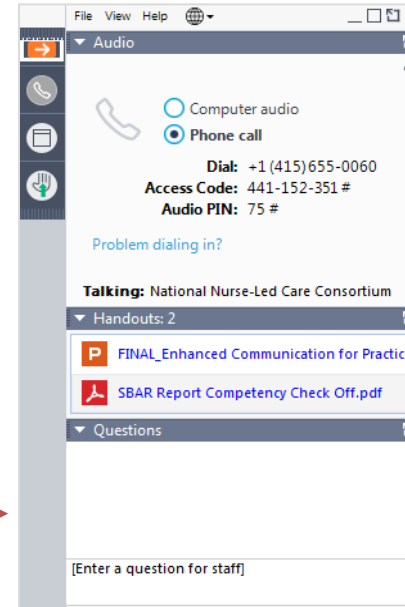 File View Help
Audio
Computer audio
Phone call
Dial: +1 (415) 655-0060
Access Code: 441-152-351 #
Audio PIN: 75 #
Problem dialing in?
Talking: National Nurse-Led Care Consortium
Handouts: 2
P FINAL_Enhanced Communication for Practic
SBAR Report Competency Check Off.pdf
Questions
[Enter a question for staff]